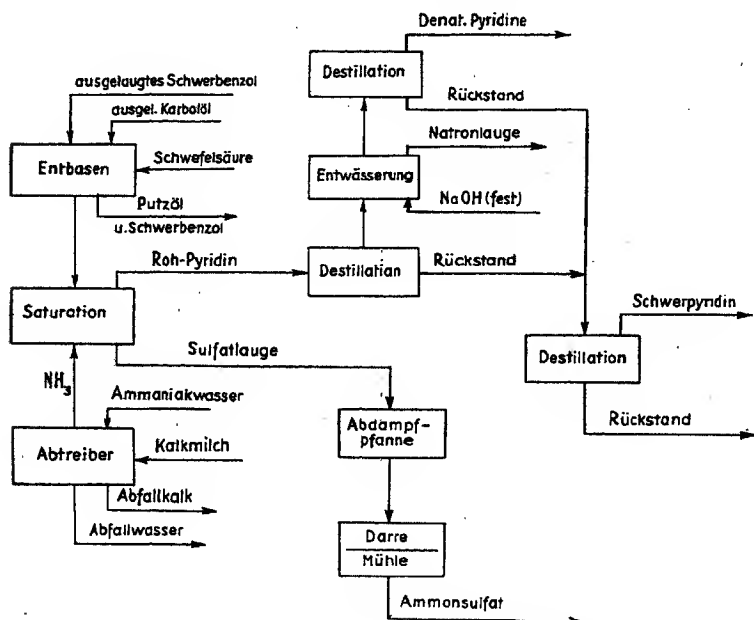 Denat. Pyridine
Destillation
ausgelaugtes Schwerbenzol
Rückstand
ausgel. Karbolöl
Natronlauge
Entbasen
Schwefelsäure
Entwässerung
Putzöl
u. Schwerbenzol
NaOH (fest)
Roh-Pyridin
Destillatian
Rückstand
Saturation
Schwerpyridin
Sulfatlauge
Destillation
NH₃
Ammaniakwasser
Abdampf-
pfanne
Rückstand
Abtreiber
Kalkmilch
Abfallkalk
Abfallwasser
Darre
Mühle
Ammonsulfat